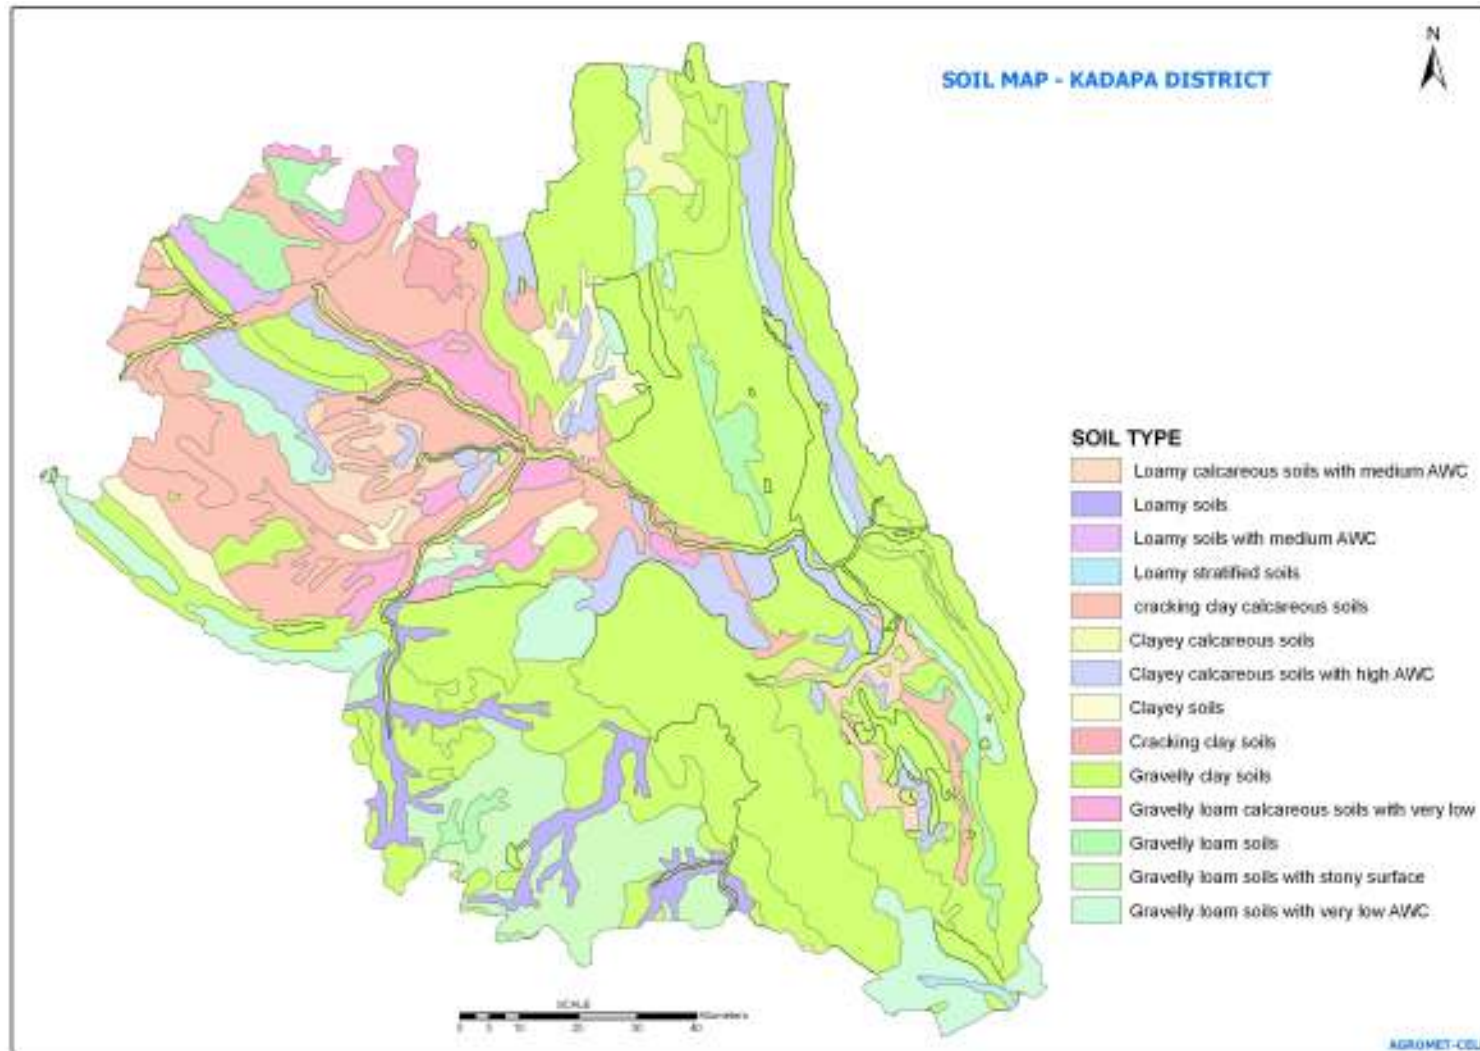 N
SOIL MAP - KADAPA DISTRICT
SOIL TYPE
Loamy calcareous soils with medium AWC
Loamy soils
Loamy soils with medium AWC
Loamy stratified soils
cracking clay calcareous soils
Clayey calcareous soils
Clayey calcareous soils with high AWC
Clayey soils
Cracking clay soils
Gravelly clay soils
Gravelly loam calcareous soils with very low
Gravelly loam soils
Gravelly loam soils with stony surface
Gravelly loam soils with very low AWC
SCALE
Kilometers
0 5 10 20 30 40
AGROMET-CEL